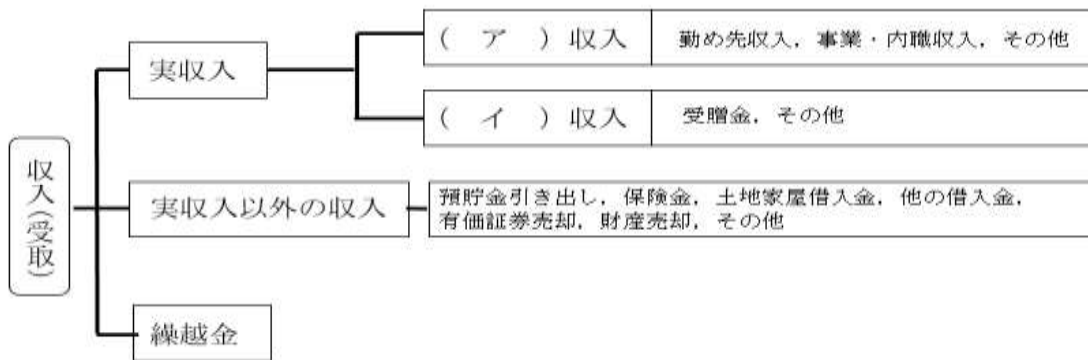 収入(受取)
実収入
( ア )収入
勤め先収入，事業・内職収入，その他
( イ )収入
受贈金，その他
実収入以外の収入
預貯金引き出し，保険金，土地家屋借入金，他の借入金，
有価証券売却，財産売却，その他
繰越金